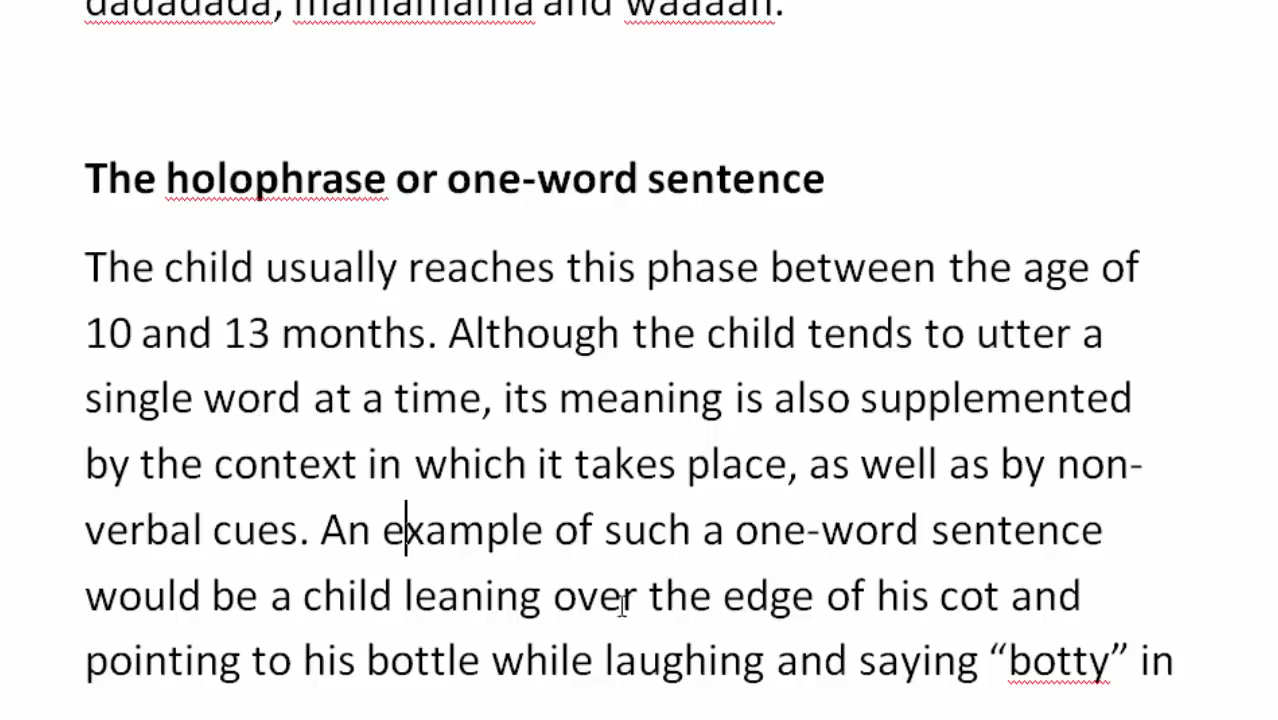 dadadada, mamamama and waaaah.
The holophrase or one-word sentence
The child usually reaches this phase between the age of
10 and 13 months. Although the child tends to utter a
single word at a time, its meaning is also supplemented
by the context in which it takes place, as well as by non-
verbal cues. An example of such a one-word sentence
would be a child leaning over the edge of his cot and
pointing to his bottle while laughing and saying “botty” in